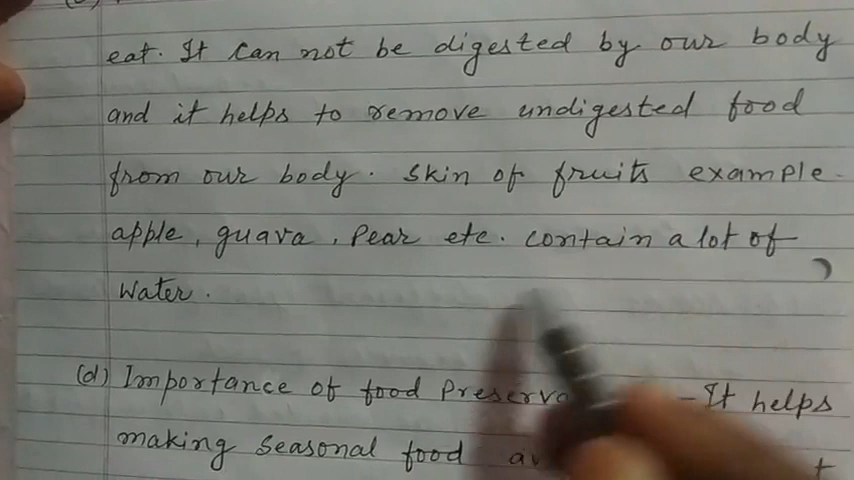 eat. It can not be digested by our body
and it helps to remove undigested food
from our body. Skin of fruits example.
apple, guava, Pear etc. contain a lot of
water.
(d) Importance of food - It helps
making seasonal food